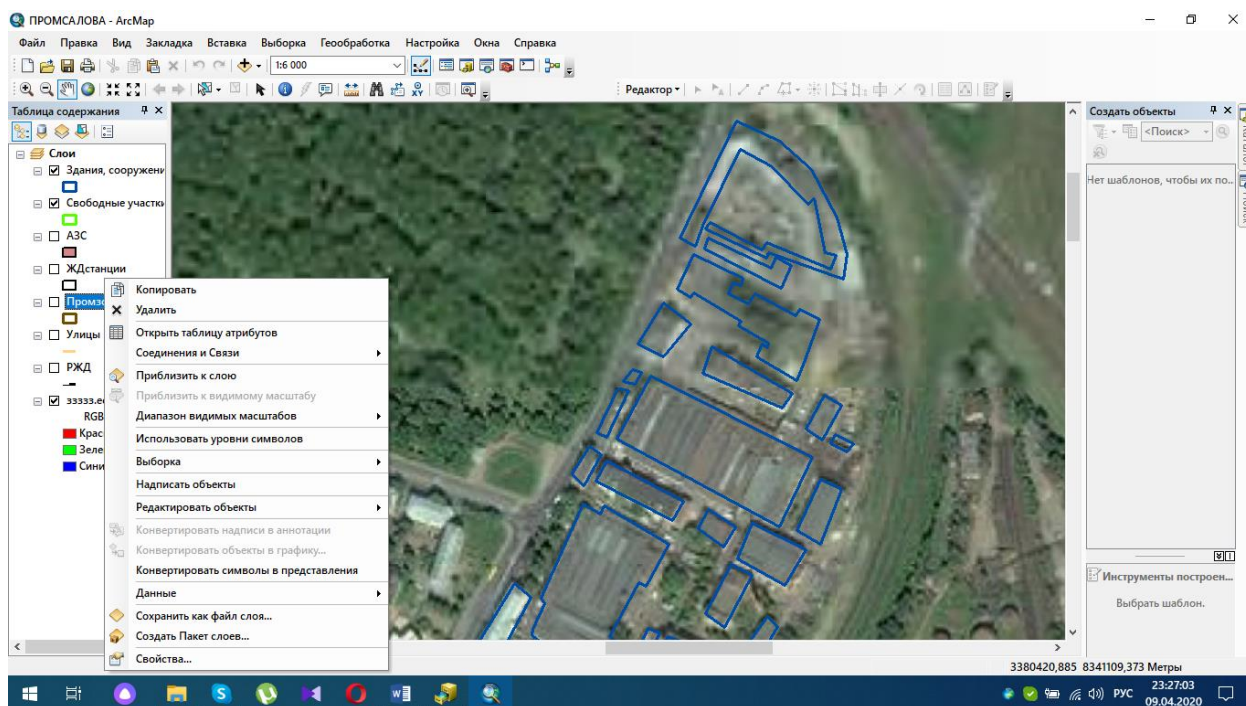 ПРОМСАЛОВА - ArcMap
Файл Правка Вид Закладка Вставка Выборка Геообработка Настройка Окна Справка
1:6 000
Редактор
Таблица содержания
Слои
Здания, сооружени
Свободные участки
АЗС
ЖДстанции
Промзо
Улицы
РЖД
RGB
Крас
Зеле
Сини
Копировать
Удалить
Открыть таблицу атрибутов
Соединения и Связи
Приблизить к слою
Приблизить к видимому масштабу
Диапазон видимых масштабов
Использовать уровни символов
Выборка
Надписать объекты
Редактировать объекты
Конвертировать надписи в аннотации
Конвертировать объекты в графику...
Конвертировать символы в представления
Данные
Сохранить как файл слоя...
Создать Пакет слоев...
Свойства...
Создать объекты
<Поиск>
Нет шаблонов, чтобы их по...
Инструменты построен...
Выбрать шаблон.
3380420,885 8341109,373 Метры
РУС
23:27:03
09.04.2020